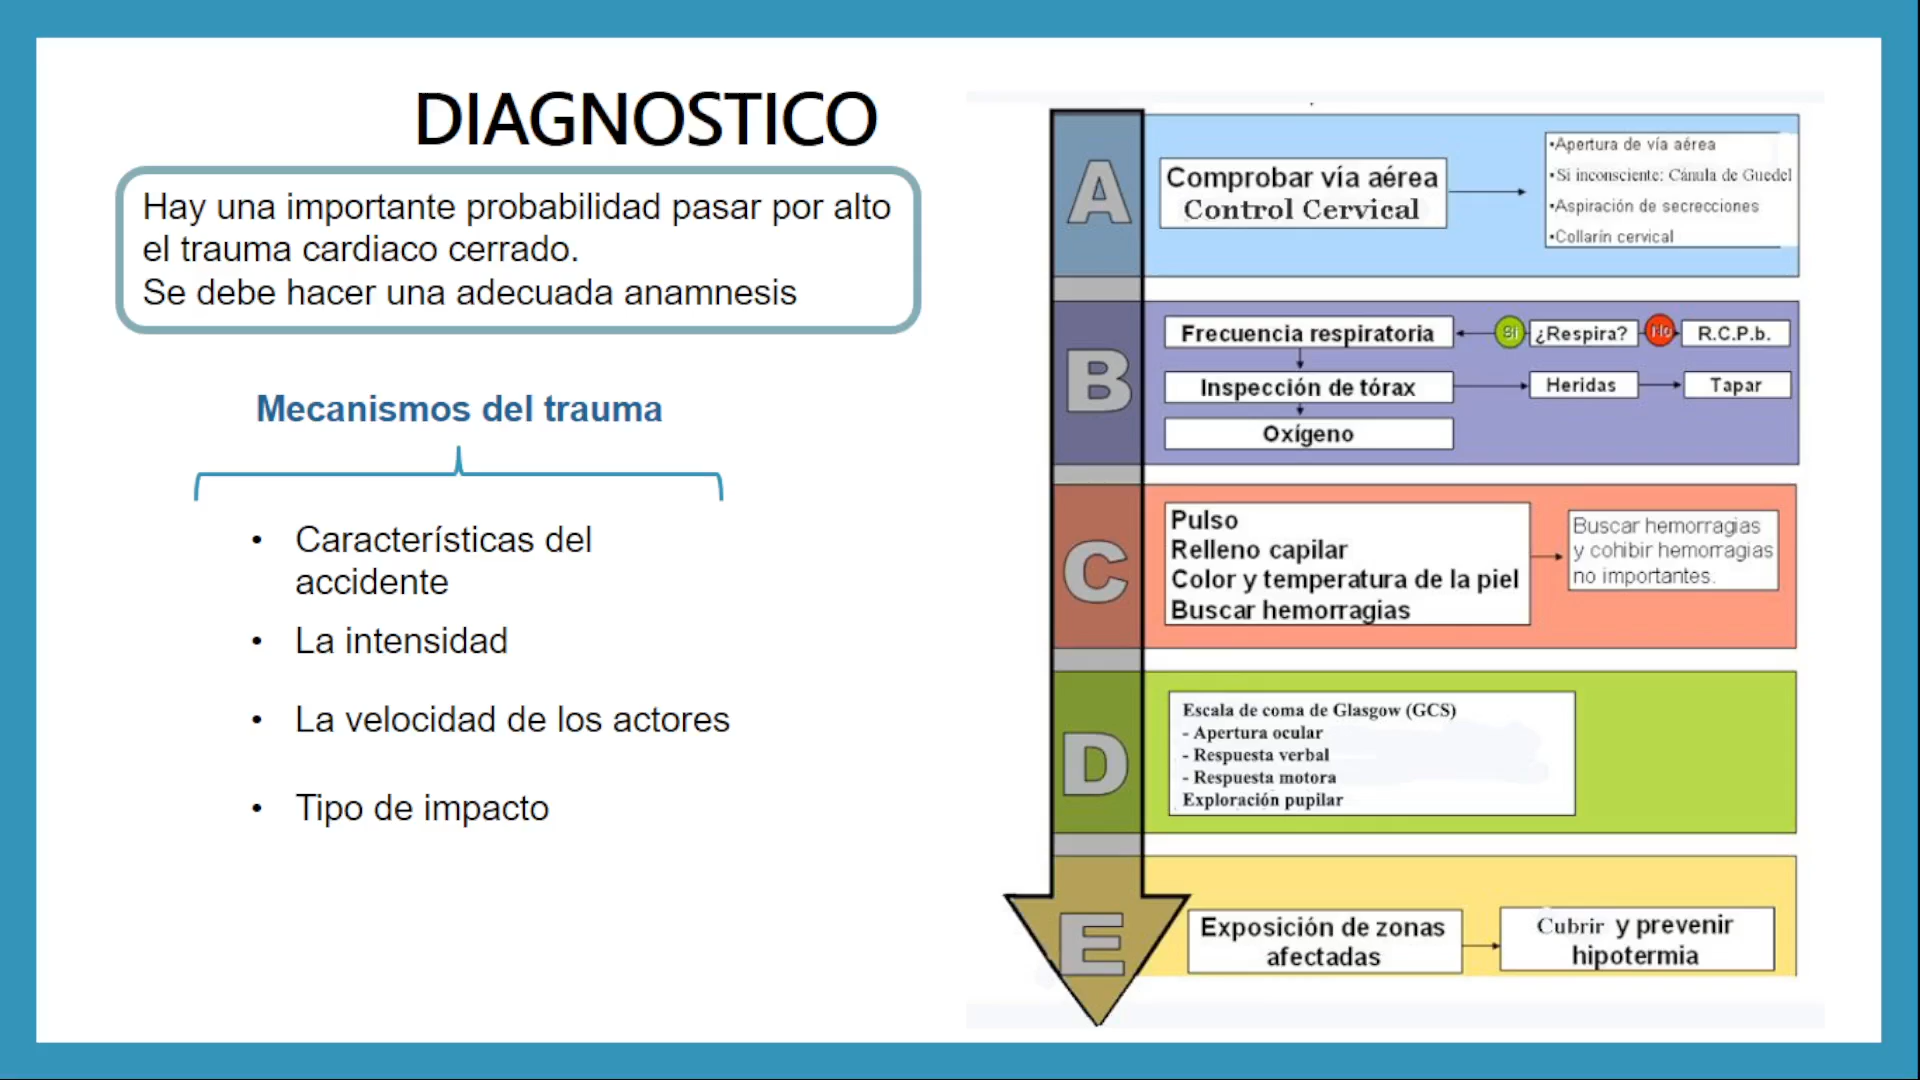 DIAGNOSTICO
Hay una importante probabilidad pasar por alto
el trauma cardiaco cerrado.
Se debe hacer una adecuada anamnesis
Mecanismos del trauma
• Características del
accidente
• La intensidad
• La velocidad de los actores
• Tipo de impacto
A
Comprobar vía aérea
Control Cervical
•Apertura de vía aérea
•Si inconsciente: Cánula de Guedel
•Aspiración de secrecciones
•Collarín cervical
B
Frecuencia respiratoria
Si
¿Respira?
No
R.C.P.b.
Inspección de tórax
Heridas
Tapar
Oxígeno
C
Pulso
Relleno capilar
Color y temperatura de la piel
Buscar hemorragias
Buscar hemorragias
y cohibir hemorragias
no importantes.
D
Escala de coma de Glasgow (GCS)
- Apertura ocular
- Respuesta verbal
- Respuesta motora
Exploración pupilar
E
Exposición de zonas
afectadas
Cubrir y prevenir
hipotermia